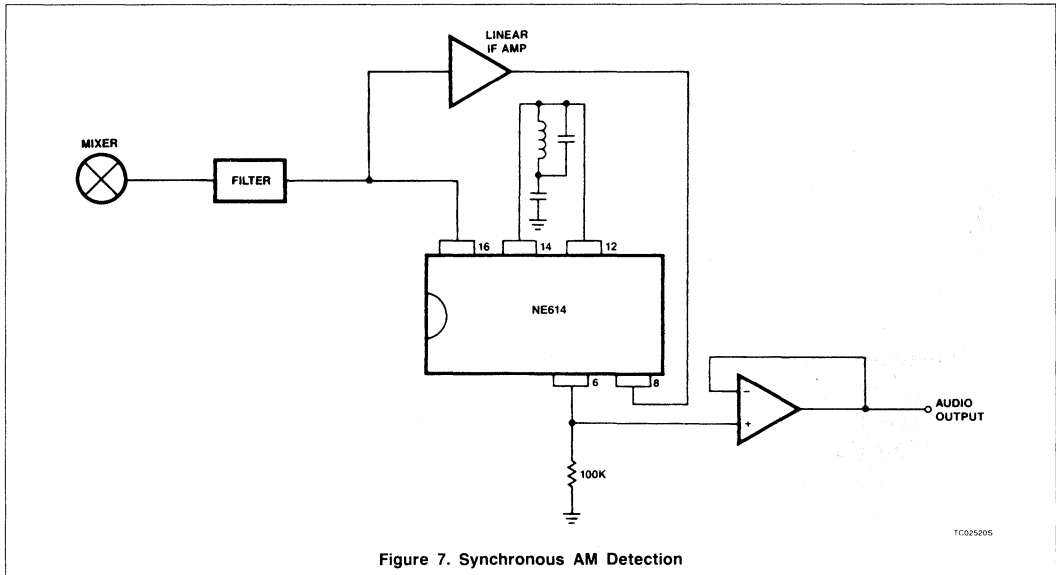 LINEAR
IF AMP
MIXER
FILTER
16
14
12
NE614
6
8
-
+
AUDIO
OUTPUT
100K
TC02520S
Figure 7. Synchronous AM Detection